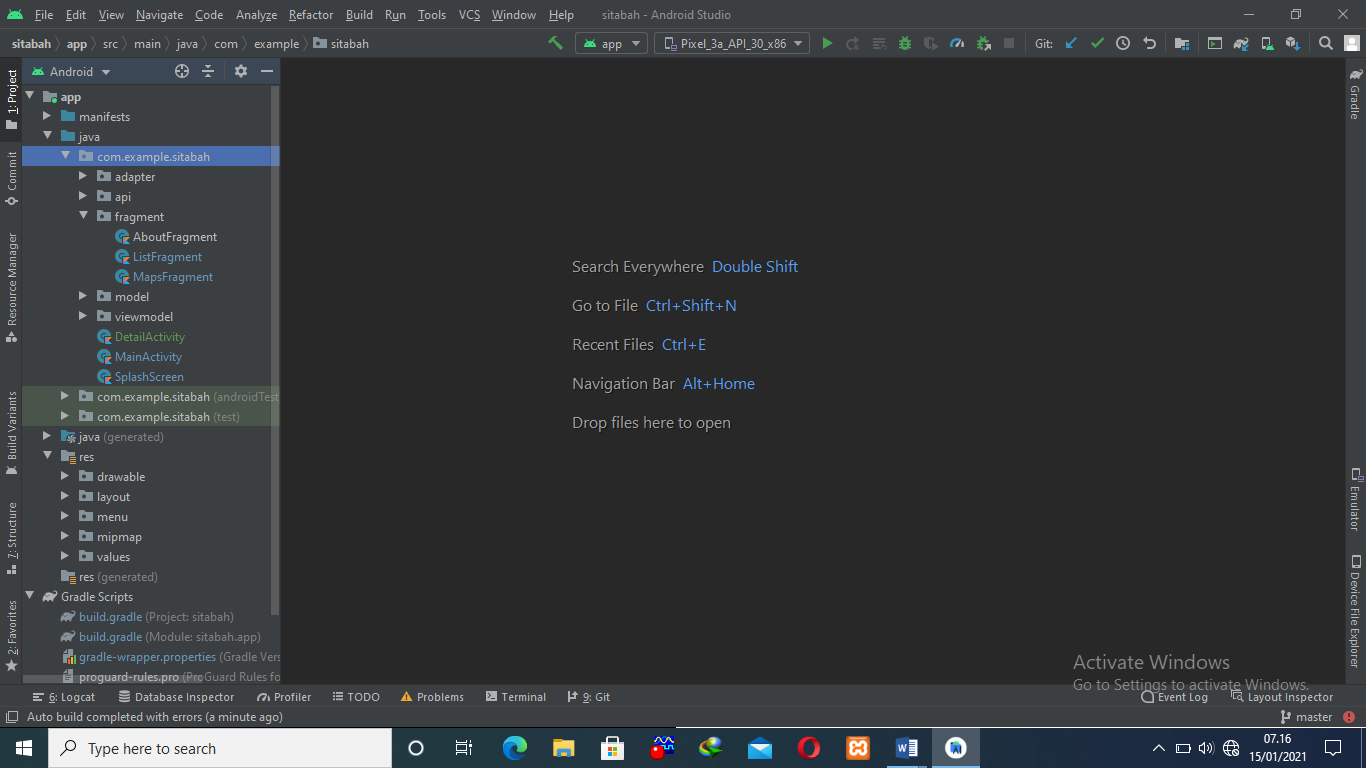 File Edit View Navigate Code Analyze Refactor Build Run Tools VCS Window Help sitabah - Android Studio
sitabah app src main java com example sitabah app Pixel_3a_API_30_x86 Git:
Android
app
manifests
java
com.example.sitabah
adapter
api
fragment
AboutFragment
ListFragment
MapsFragment
model
viewmodel
DetailActivity
MainActivity
SplashScreen
com.example.sitabah (androidTest
com.example.sitabah (test)
java (generated)
res
drawable
layout
menu
mipmap
values
res (generated)
Gradle Scripts
build.gradle (Project: sitabah)
build.gradle (Module: sitabah.app)
gradle-wrapper.properties (Gradle Vers
proguard-rules.pro (ProGuard Rules fo
1: Project
Commit
Resource Manager
Build Variants
7: Structure
2: Favorites
Search Everywhere Double Shift
Go to File Ctrl+Shift+N
Recent Files Ctrl+E
Navigation Bar Alt+Home
Drop files here to open
Gradle
Emulator
Device File Explorer
Activate Windows
Go to Settings to activate Windows.
6: Logcat Database Inspector Profiler TODO Problems Terminal 9: Git Event Log Layout Inspector
Auto build completed with errors (a minute ago) master
Type here to search
07.16
15/01/2021